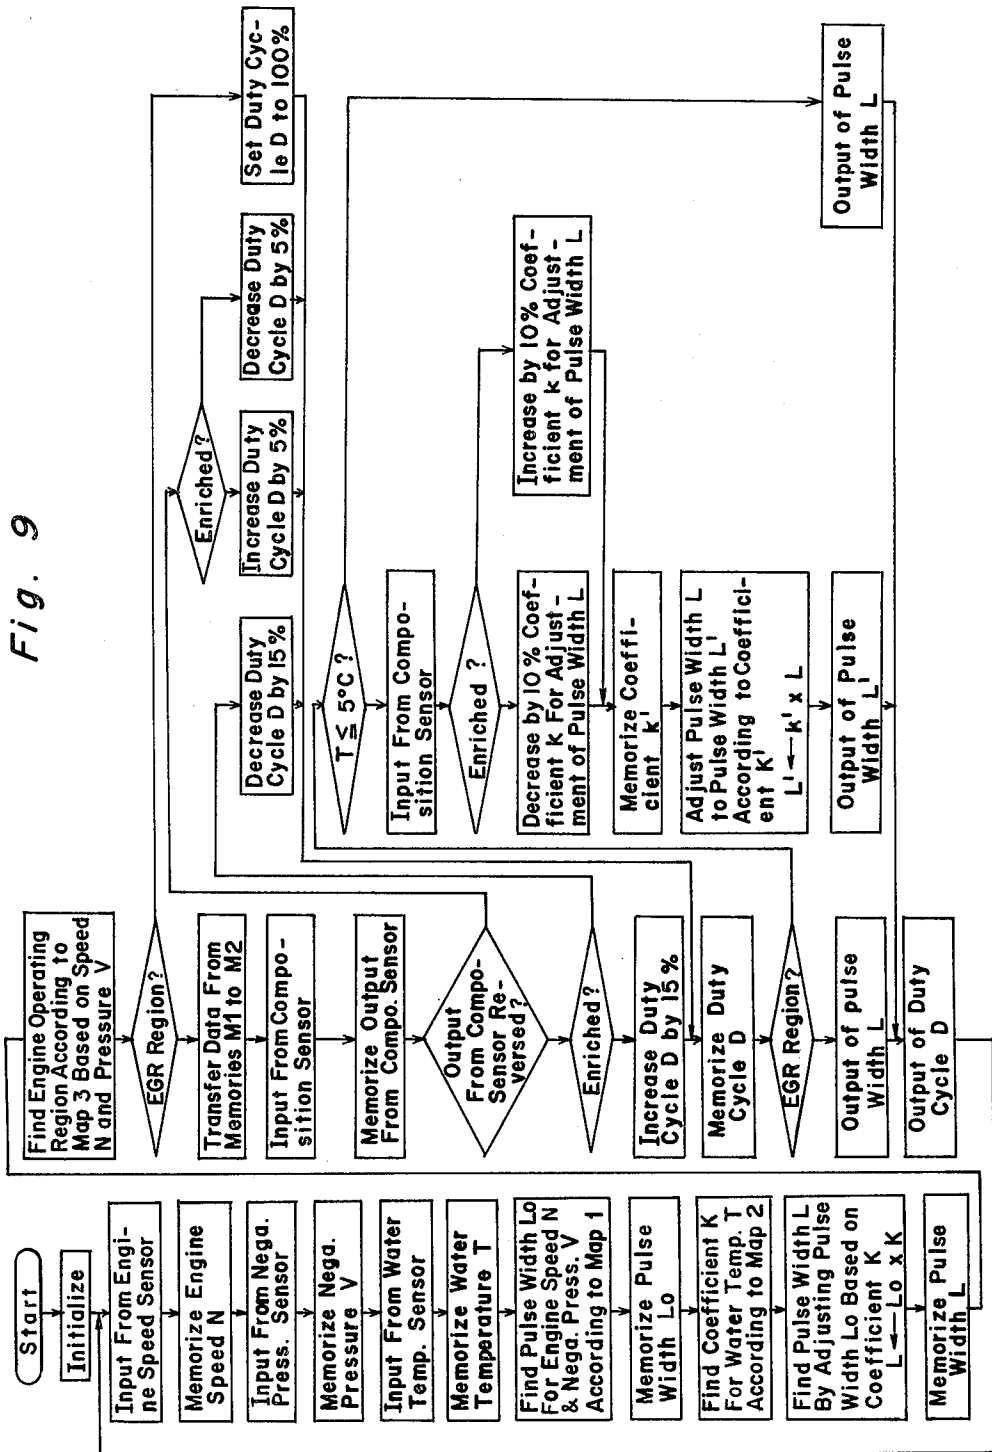 Fig. 9
Start
Initialize
Input From Engi-
ne Speed Sensor
Memorize Engine
Speed N
Input From Nega.
Press. Sensor
Memorize Nega.
Pressure V
Input From Water
Temp. Sensor
Memorize Water
Temperature T
Find Pulse Width Lo
For Engine Speed N
& Nega. Press. V
According to Map 1
Memorize Pulse
Width Lo
Find Coefficient K
For Water Temp. T
According to Map 2
Find Pulse Width L
By Adjusting Pulse
Width Lo Based on
Coefficient K
L ← Lo x K
Memorize Pulse
Width L
Find Engine Operating
Region According to
Map 3 Based on Speed
N and Pressure V
EGR Region?
Transfer Data From
Memories M1 to M2
Input From Compo-
sition Sensor
Memorize Output
From Compo. Sensor
Output
From Compo-
Sensor Re-
versed?
Enriched?
Increase Duty
Cycle D by 15%
Memorize Duty
Cycle D
EGR Region?
Output of pulse
Width L
Output of Duty
Cycle D
Decrease Duty
Cycle D by 15%
Enriched?
Increase Duty
Cycle D by 5%
Decrease Duty
Cycle D by 5%
Set Duty Cyc-
le D to 100%
T ≤ 5°C ?
Input From Compo-
sition Sensor
Enriched ?
Decrease by 10% Coef-
ficient K For Adjust-
ment of Pulse Width L
Increase by 10% Coef-
ficient k for Adjust-
ment of Pulse Width L
Memorize Coeffi-
cient k'
Adjust Pulse Width L
to Pulse Width L'
According to Coeffici-
ent K'
L' ← k' x L
Output of Pulse
Width L'
Output of Pulse
Width L